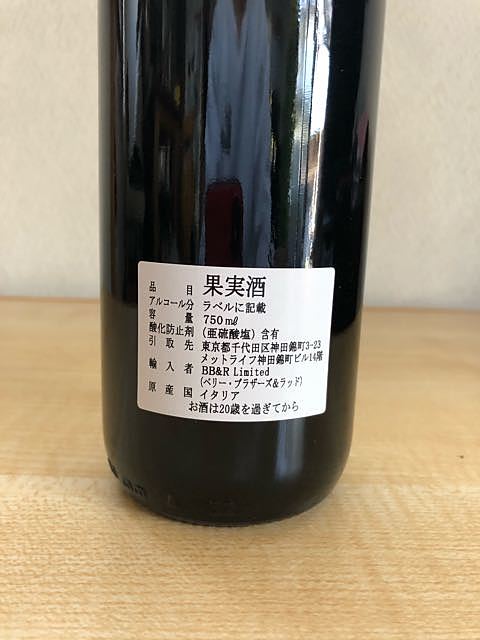 品目 果実酒
アルコール分 ラベルに記載
容量 750㎖
酸化防止剤 (亜硫酸塩) 含有
引取先 東京都千代田区神田錦町3-23
メットライフ神田錦町ビル14階
輸入者 BB&R Limited
(ベリー・ブラザーズ&ラッド)
原産国 イタリア
お酒は20歳を過ぎてから